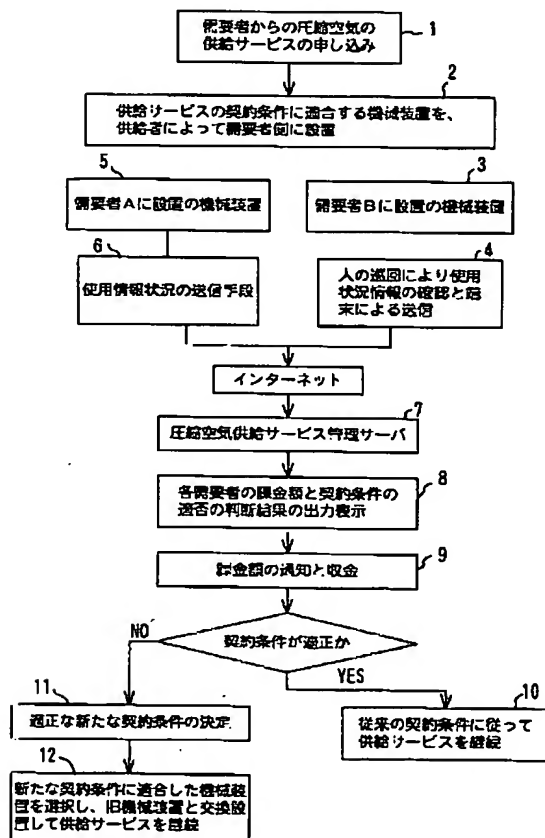 需要者からの圧縮空気の
供給サービスの申し込み
1
2
供給サービスの契約条件に適合する機械装置を、
供給者によって需要者側に設置
5
需要者Aに設置の機械装置
3
需要者Bに設置の機械装置
6
使用情報状況の送信手段
4
人の巡回により使用
状況情報の確認と端
末による送信
インターネット
7
圧縮空気供給サービス管理サーバ
8
各需要者の課金額と契約条件の
適否の判断結果の出力表示
9
課金額の通知と収金
契約条件が適正か
NO
YES
11
適正な新たな契約条件の決定
10
従来の契約条件に従って
供給サービスを継続
12
新たな契約条件に適合した機械装
置を選択し、旧機械装置と交換設
置して供給サービスを継続